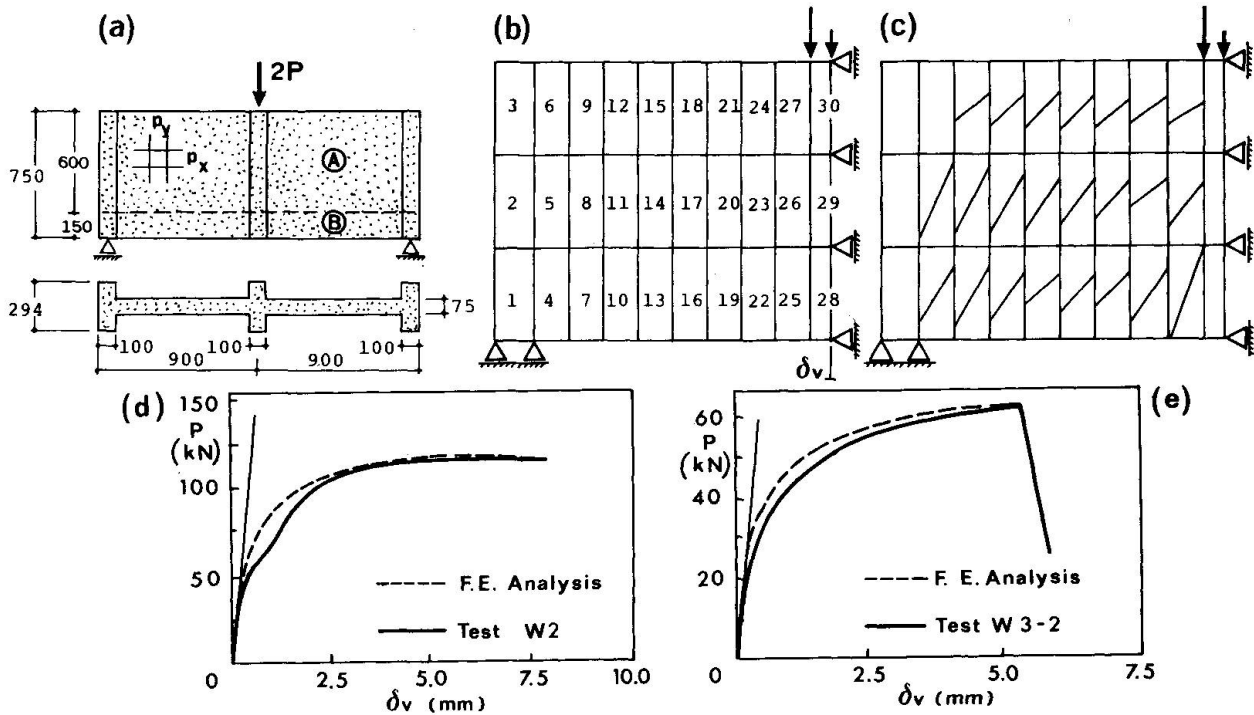 (a)
2P
Py
Px
A
B
750
600
150
294
75
100 100 100
900 900
(b)
3 6 9 12 15 18 21 24 27 30
2 5 8 11 14 17 20 23 26 29
1 4 7 10 13 16 19 22 25 28
δv
(c)
(d)
150
P
(kN)
100
50
0 2.5 5.0 7.5 10.0
δv (mm)
F.E. Analysis
Test W2
(e)
60
P
(kN)
40
20
0 2.5 5.0 7.5
δv (mm)
F.E. Analysis
Test W3-2